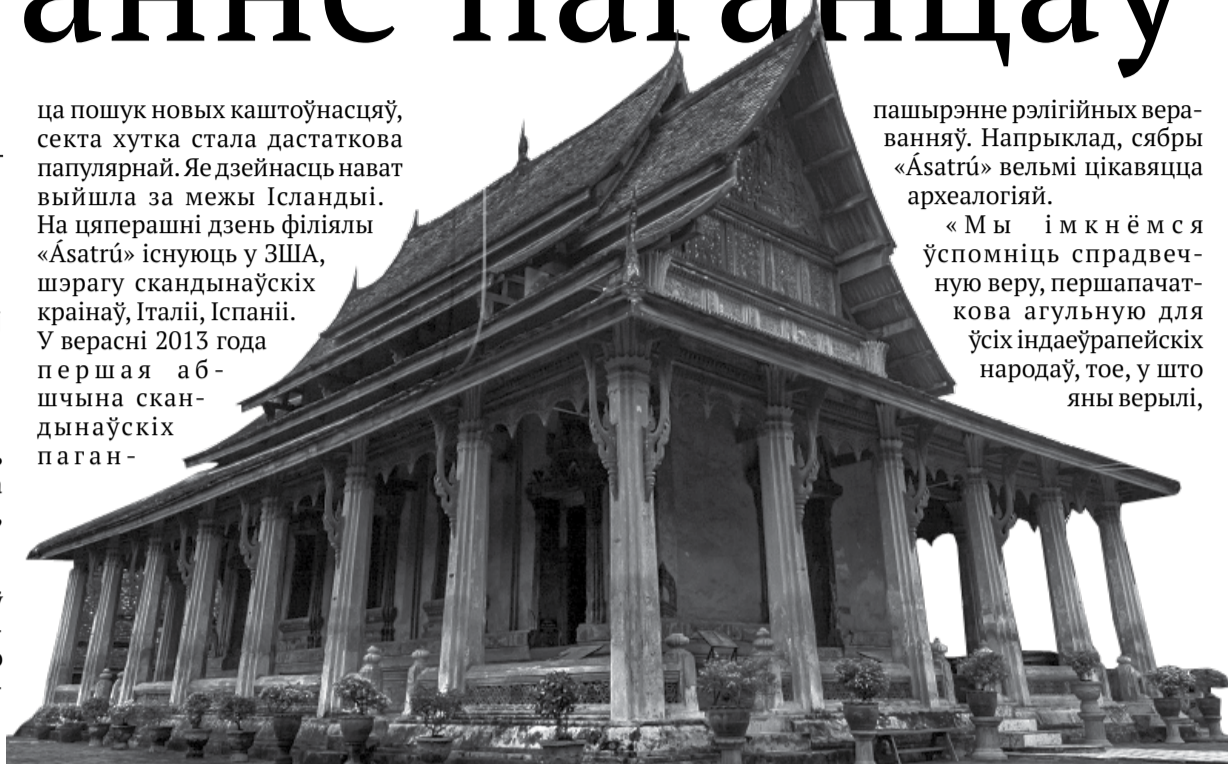 анне паганцаў
ца пошук новых каштоўнасцяў,
секта хутка стала дастаткова
папулярнай. Яе дзейнасць нават
выйшла за межы Ісландыі.
На цяперашні дзень філіялы
«Ásatrú» існуюць у ЗША,
шэрагу скандынаўскіх
краінаў, Італіі, Іспаніі.
У верасні 2013 года
першая аб-
шчына скан-
дынаўскіх
паган-
пашырэнне рэлігійных вера-
ванняў. Напрыклад, сябры
«Ásatrú» вельмі цікавяцца
археалогіяй.
«Мы імкнёмся
ўспомніць спрадвеч-
ную веру, першапачат-
кова агульную для
ўсіх індаеўрапейскіх
народаў, тое, у што
яны верылі,